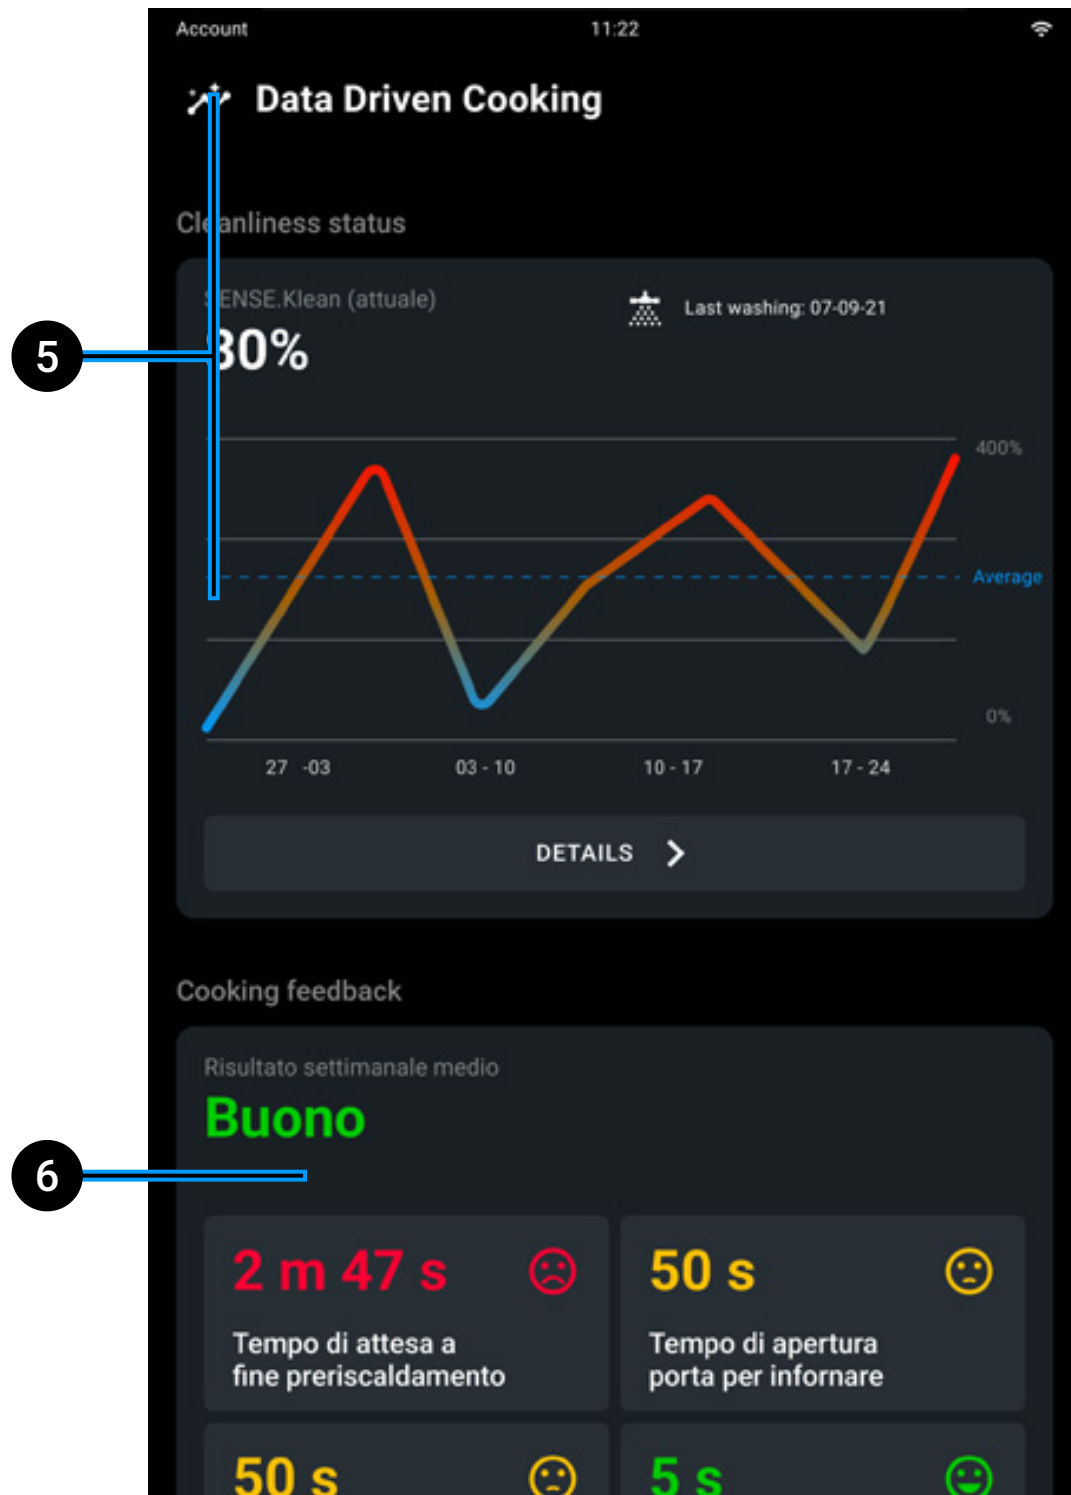 Account 11:22
Data Driven Cooking
Cleanliness status
SENSE.Klean (attuale)
Last washing: 07-09-21
80%
5
400%
Average
0%
27 -03 03 - 10 10 - 17 17 - 24
DETAILS
Cooking feedback
Risultato settimanale medio
Buono
6
2 m 47 s
Tempo di attesa a
fine preriscaldamento
50 s
Tempo di apertura
porta per infornare
50 s
5 s